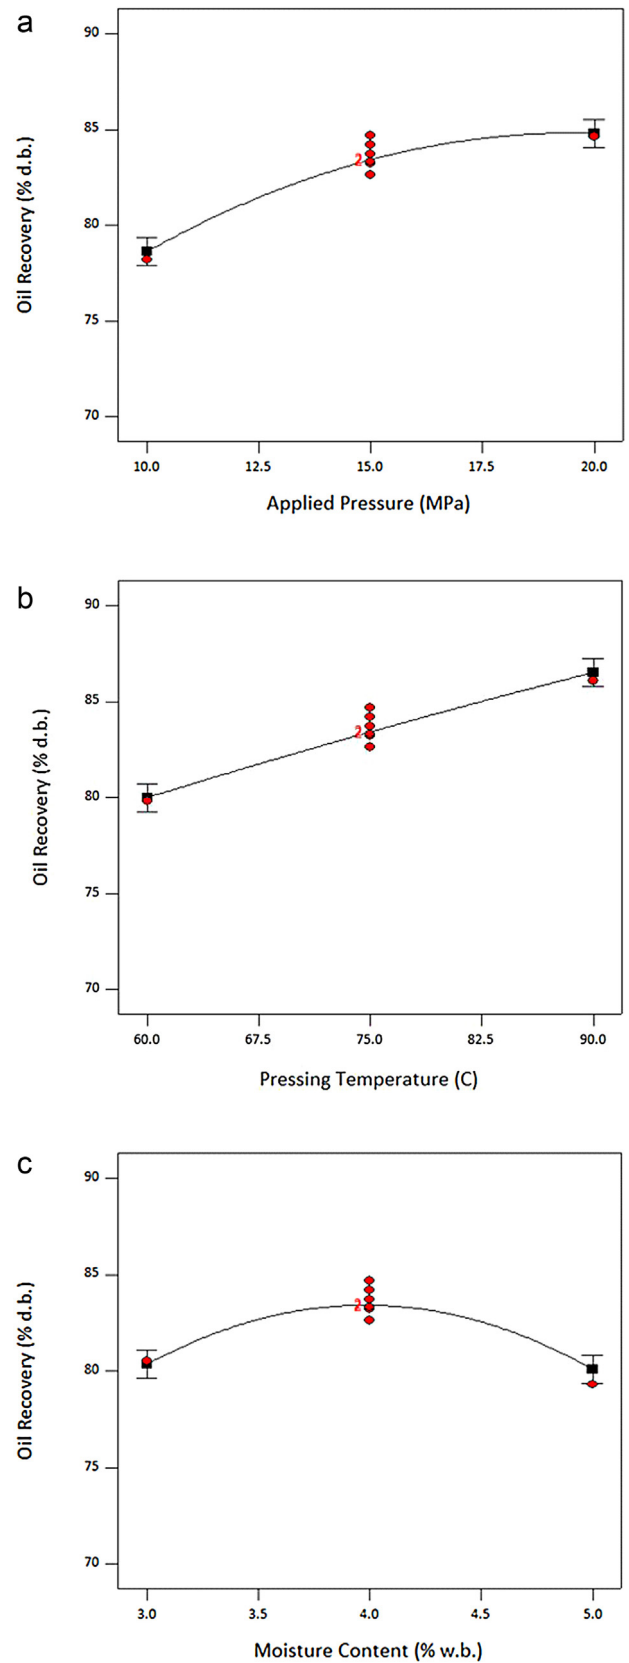 a
90
85
80
75
70
Oil Recovery (% d.b.)
2
10.0 12.5 15.0 17.5 20.0
Applied Pressure (MPa)
b
90
85
80
75
70
Oil Recovery (% d.b.)
2
60.0 67.5 75.0 82.5 90.0
Pressing Temperature (C)
c
90
85
80
75
70
Oil Recovery (% d.b.)
2
3.0 3.5 4.0 4.5 5.0
Moisture Content (% w.b.)